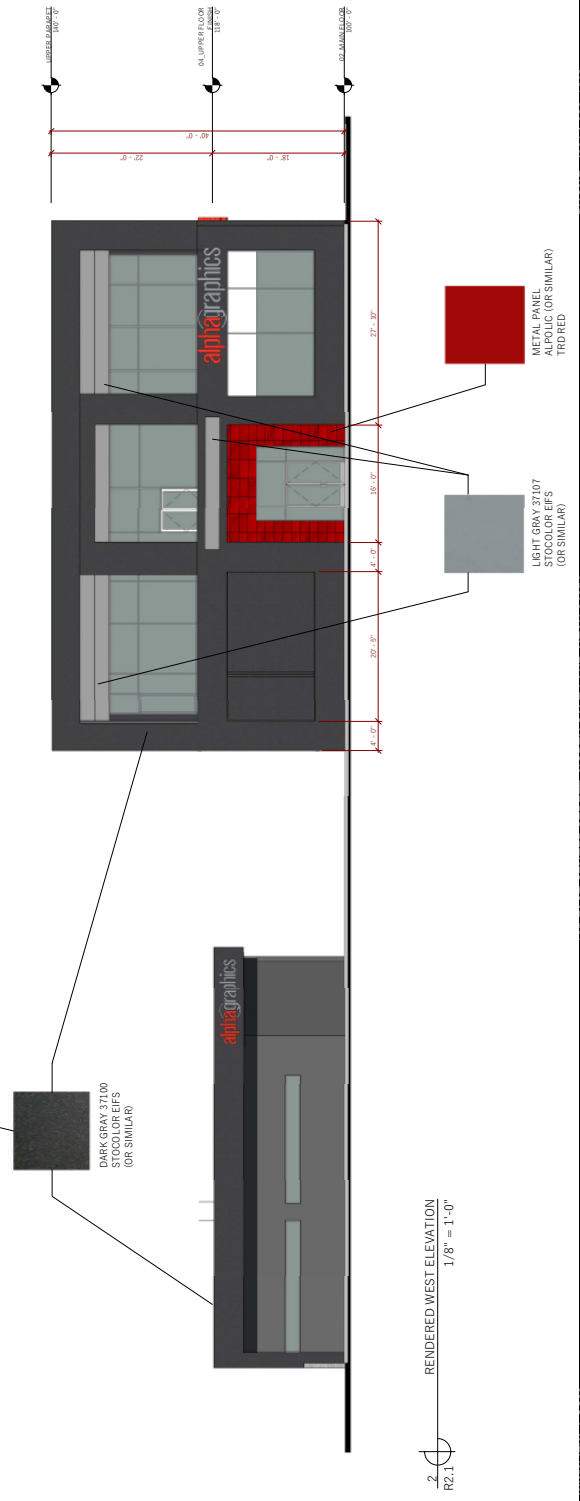 UPPER PARAPET
140' - 0"
04_UPPER FLOOR
FINISH
118' - 0"
02_MAIN FLOOR
100' - 0"
40' - 0"
22' - 0"
18' - 0"
alphagraphics
alphagraphics
4' - 0"
20' - 5"
4' - 0"
16' - 0"
27' - 10"
DARK GRAY 37100
STOCOLOR EIFS
(OR SIMILAR)
LIGHT GRAY 37107
STOCOLOR EIFS
(OR SIMILAR)
METAL PANEL
ALPOLIC (OR SIMILAR)
TRD RED
2
R2.1
RENDERED WEST ELEVATION
1/8" = 1'-0"